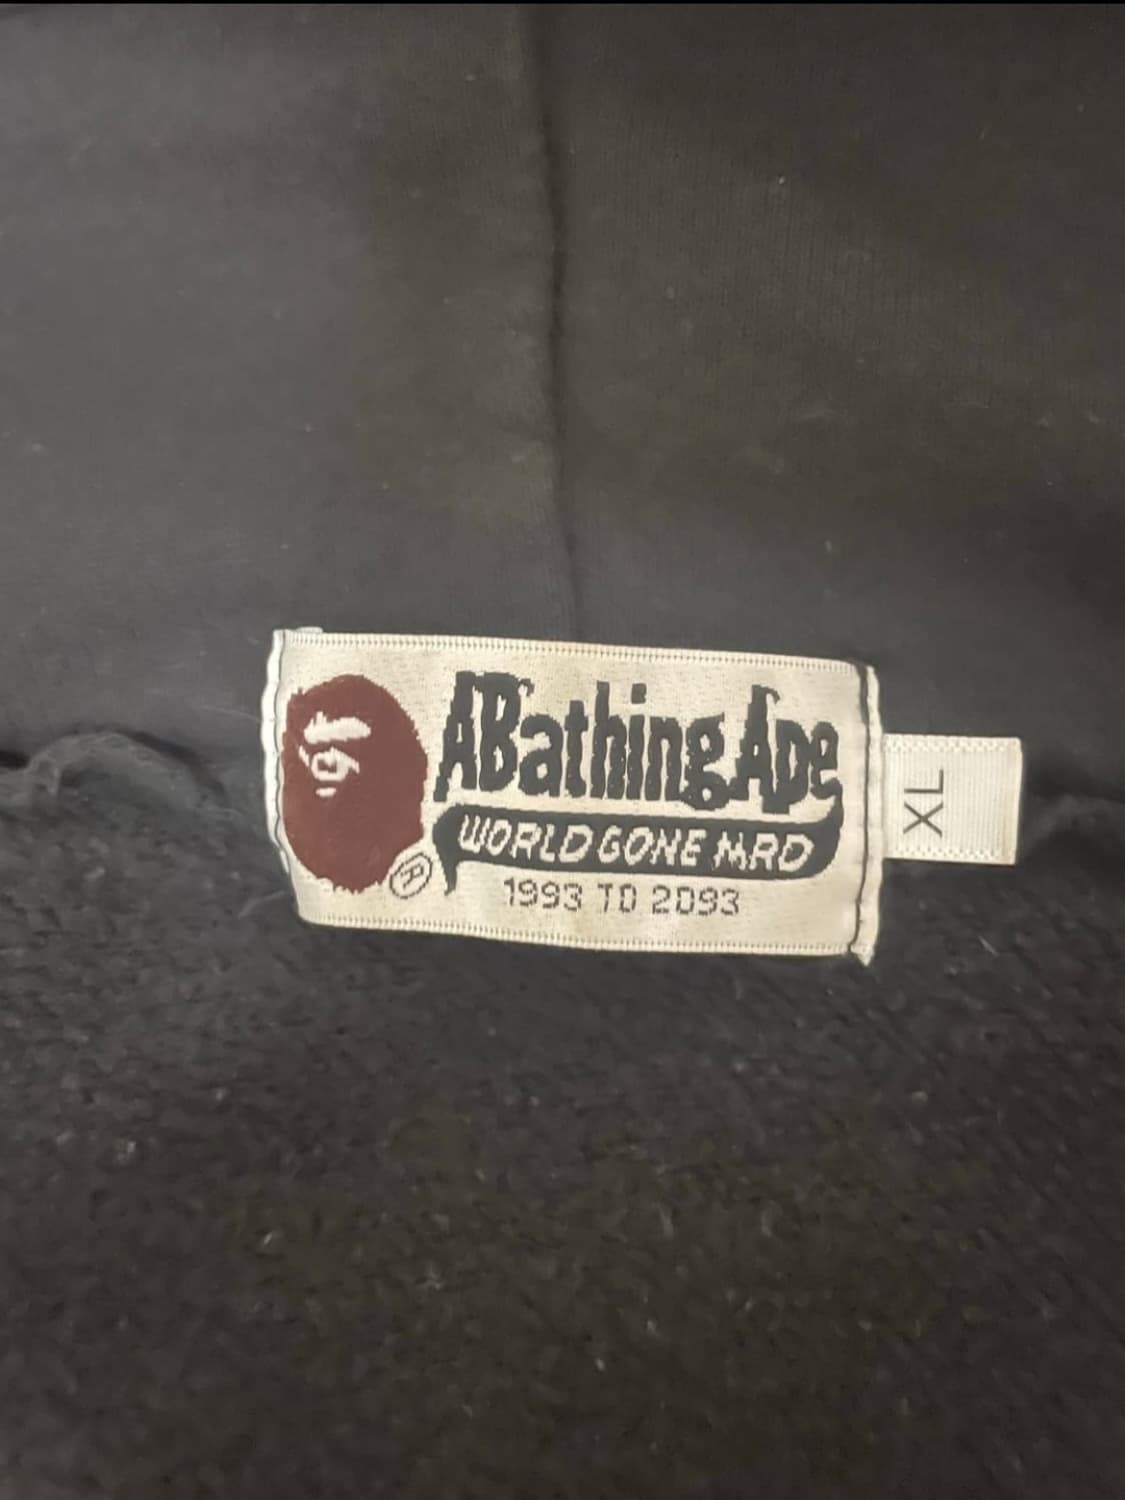 ABathingApe
WORLD GONE MAD
1993 TO 2093
®
XL